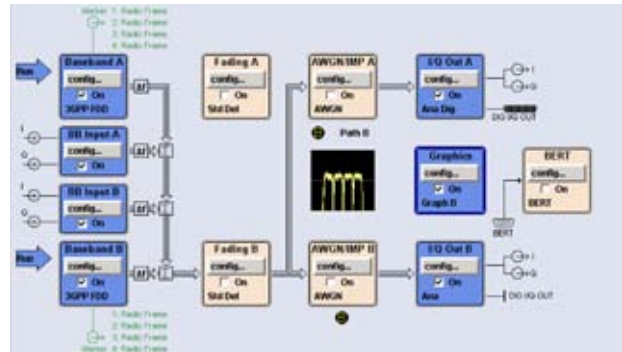 Marker 1: Radio Frame
2: Radio Frame
3: Radio Frame
4: Radio Frame
Run
Baseband A
config...
On
3GPP FDD
Fading A
config...
On
Std Del
AWGN/IMP A
config...
On
AWGN
I/Q Out A
config...
On
Ana Dig
I
Q
DIG I/Q OUT
I
Q
BB Input A
config...
On
Path B
Graphics
config...
On
Graph B
BERT
config...
On
BERT
BERT
I
Q
BB Input B
config...
On
Run
Baseband B
config...
On
3GPP FDD
Fading B
config...
On
Std Del
AWGN/IMP B
config...
On
AWGN
I/Q Out B
config...
On
Ana
I
Q
DIG I/Q OUT
1: Radio Frame
2: Radio Frame
3: Radio Frame
Marker 4: Radio Frame